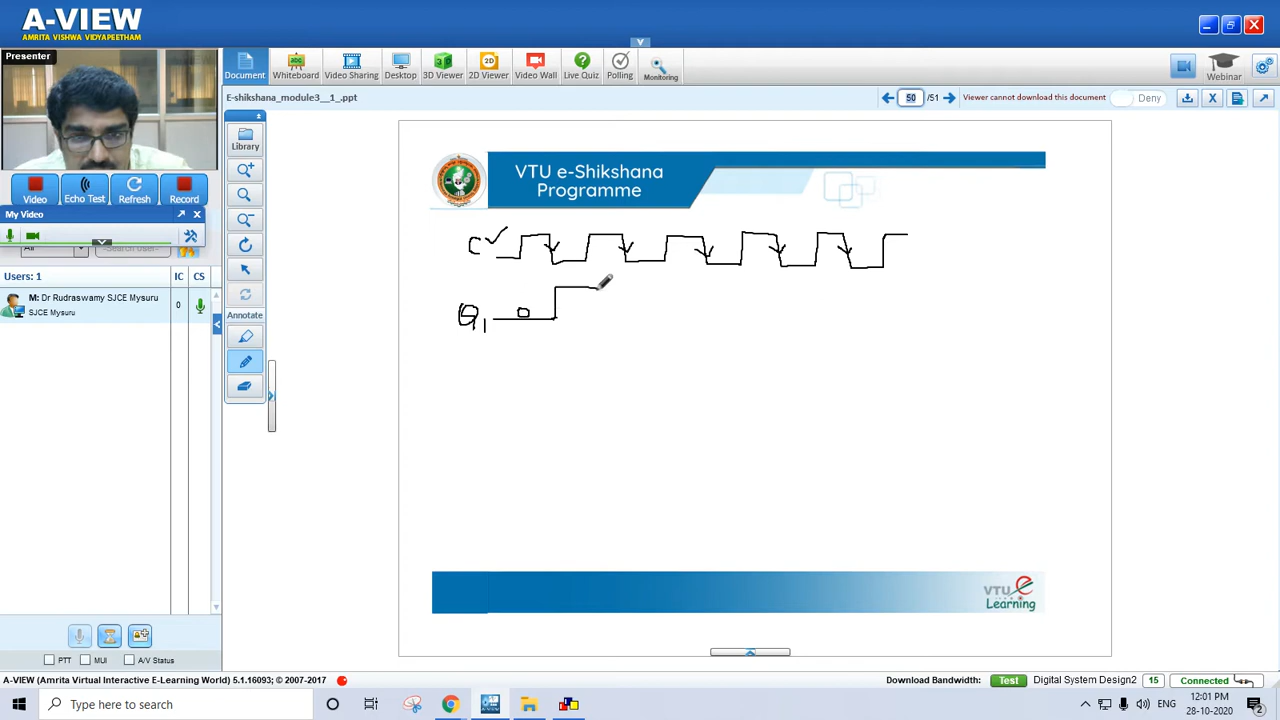 A-VIEW
AMRITA VISHWA VIDYAPEETHAM
Presenter
Document
Whiteboard
Video Sharing
Desktop
3D Viewer
2D Viewer
Video Wall
Live Quiz
Polling
Monitoring
Webinar
E-shikshana_module3__1_.ppt
50 /51
Viewer cannot download this document
Deny
Library
Video
Echo Test
Refresh
Record
My Video
All
Users: 1
IC
CS
M: Dr Rudraswamy SJCE Mysuru
0
SJCE Mysuru
Annotate
VTU e-Shikshana
Programme
C
Q1
0
VTU e
Learning
PTT
MUI
A/V Status
A-VIEW (Amrita Virtual Interactive E-Learning World) 5.1.16093; © 2007-2017
Download Bandwidth:
Test
Digital System Design2
15
Connected
Type here to search
ENG
12:01 PM
28-10-2020
2